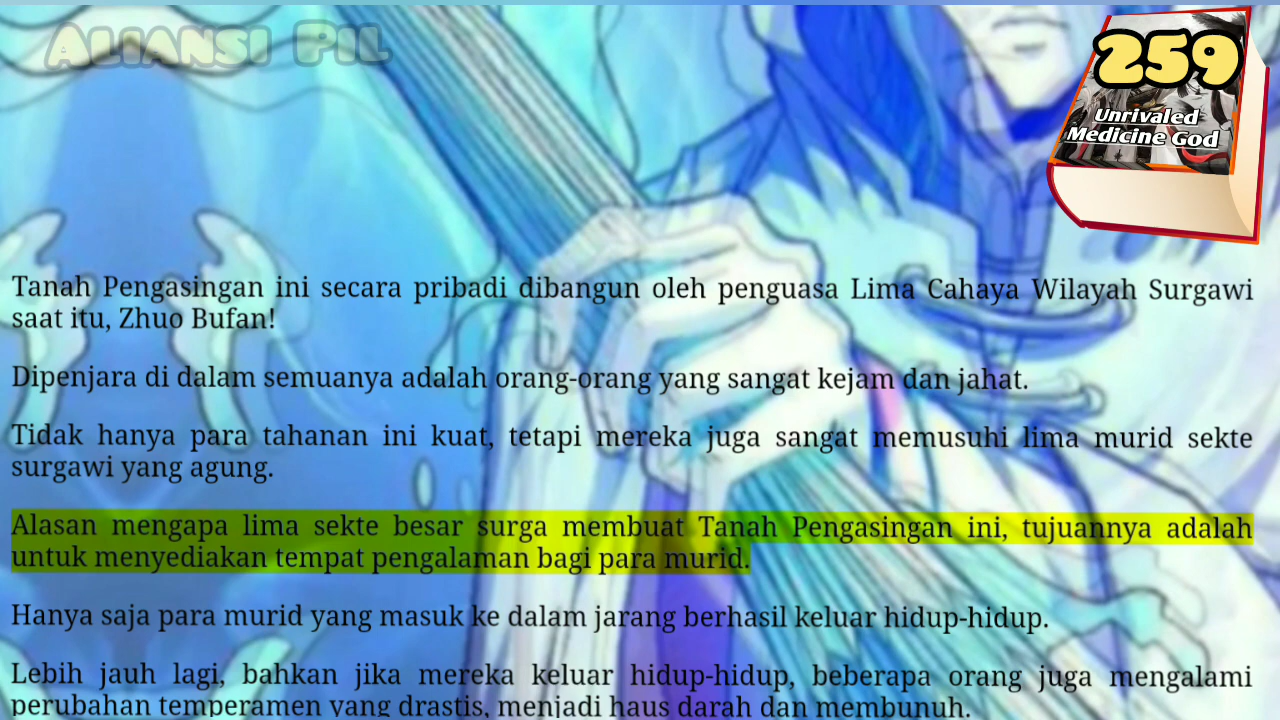 ALIANSI PIL
259
Unrivaled
Medicine God
Tanah Pengasingan ini secara pribadi dibangun oleh penguasa Lima Cahaya Wilayah Surgawi
saat itu, Zhuo Bufan!
Dipenjara di dalam semuanya adalah orang-orang yang sangat kejam dan jahat.
Tidak hanya para tahanan ini kuat, tetapi mereka juga sangat memusuhi lima murid sekte
surgawi yang agung.
Alasan mengapa lima sekte besar surga membuat Tanah Pengasingan ini, tujuannya adalah
untuk menyediakan tempat pengalaman bagi para murid.
Hanya saja para murid yang masuk ke dalam jarang berhasil keluar hidup-hidup.
Lebih jauh lagi, bahkan jika mereka keluar hidup-hidup, beberapa orang juga mengalami
perubahan temperamen yang drastis, menjadi haus darah dan membunuh.